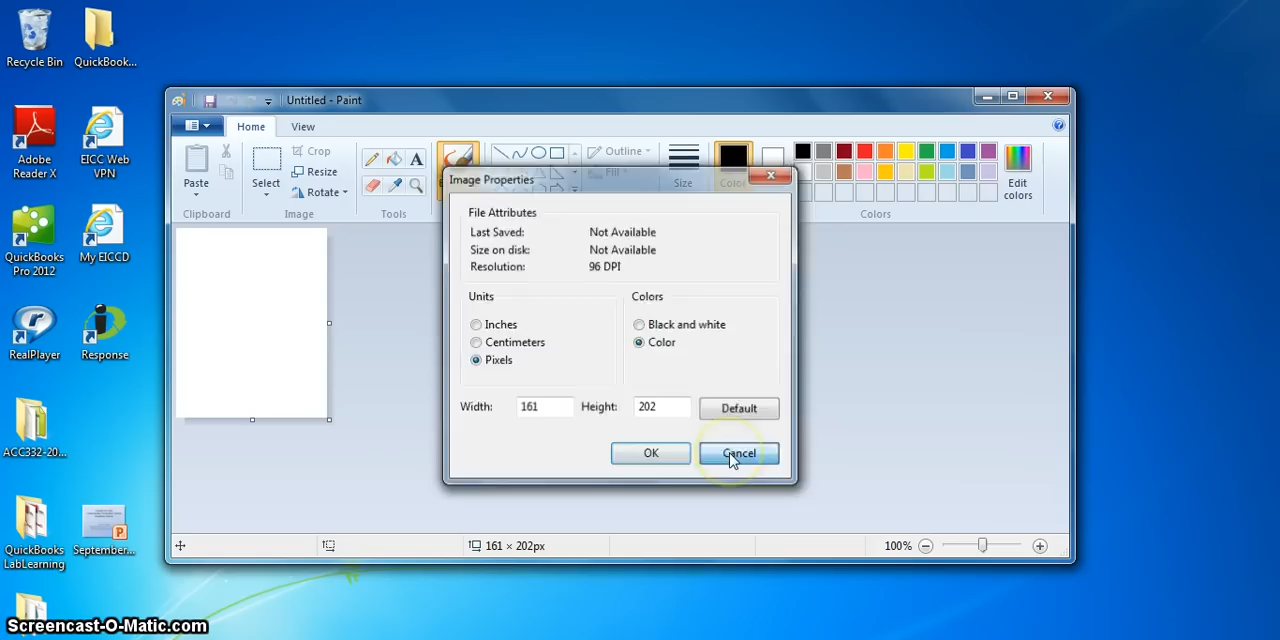 Recycle Bin
QuickBook...
Adobe
Reader X
EICC Web
VPN
QuickBooks
Pro 2012
My EICCD
RealPlayer
Response
ACC332-20...
QuickBooks
LabLearning
September...
Untitled - Paint
Home
View
Paste
Clipboard
Select
Crop
Resize
Rotate
Image
A
Tools
Outline
Fill
Size
Color
Colors
Edit
colors
Image Properties
File Attributes
Last Saved: Not Available
Size on disk: Not Available
Resolution: 96 DPI
Units
Inches
Centimeters
Pixels
Colors
Black and white
Color
Width: 161 Height: 202 Default
OK Cancel
161 × 202px
100%
Screencast-O-Matic.com